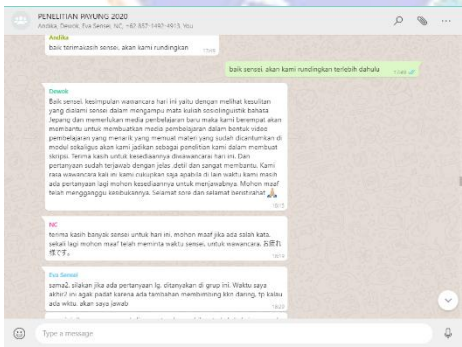 PENELITIAN PAYUNG 2020
Andika, Dewok, Eva Sensei, NC, +62 857-1492-4913, You
Andika
baik terimakasih sensei, akan kami rundingkan
baik sensei, akan kami rundingkan terlebih dahulu
Dewok
Baik sensei, kesimpulan wawancara hari ini yaitu dengan melihat kesulitan
yang dialami sensei dalam mengampu mata kuliah sosiolinguistik bahasa
Jepang dan memerlukan media pembelajaran baru maka kami berempat akan
membantu untuk membuatkan media pembelajaran dalam bentuk video
pembelajaran yang menarik yang memuat materi yang sudah dicantumkan di
modul sekaligus akan kami jadikan sebagai penelitian kami dalam membuat
skripsi. Terima kasih untuk kesediaannya diwawancarai hari ini. Dan
pertanyaan sudah terjawab dengan jelas ,detil dan sangat membantu. Kami
rasa wawancara kali ini kami cukupkan saja apabila di lain waktu kami masih
ada pertanyaan lagi mohon kesediaannya untuk menjawabnya. Mohon maaf
telah mengganggu kesibukannya. Selamat sore dan selamat beristirahat
16:15
NC
terima kasih banyak sensei untuk hari ini, mohon maaf jika ada salah kata.
sekali lagi mohon maaf telah meminta waktu sensei, untuk wawancara, お疲れ
様です。
Eva Sensei
sama2, silakan jika ada pertanyaan lg, ditanyakan di grup ini. Waktu saya
akhir2 ini agak padat karena ada tambahan membimbing kkn daring, tp kalau
ada wktu, akan saya jawab
Type a message